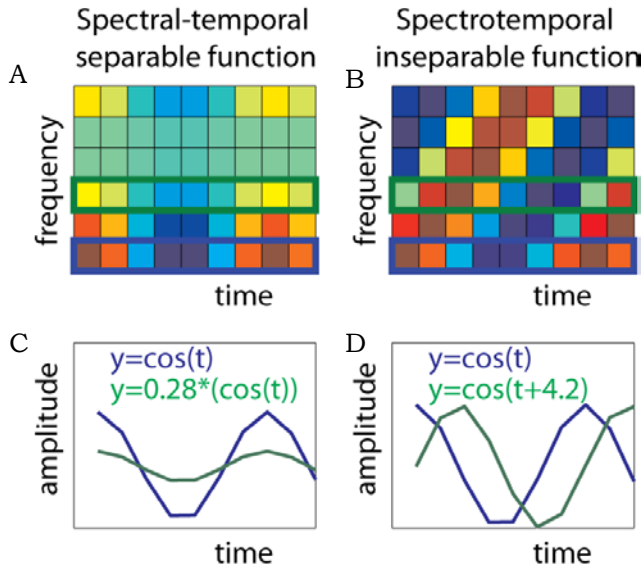 Spectral-temporal
separable function
Spectrotemporal
inseparable function
A
frequency
time
B
frequency
time
C
y=cos(t)
y=0.28*(cos(t))
amplitude
time
D
y=cos(t)
y=cos(t+4.2)
amplitude
time